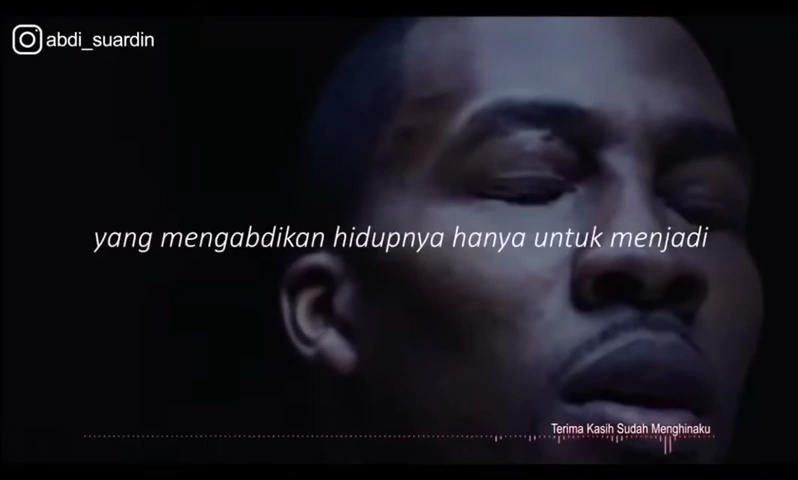 abdi_suardin
yang mengabdikan hidupnya hanya untuk menjadi
Terima Kasih Sudah Menghinaku